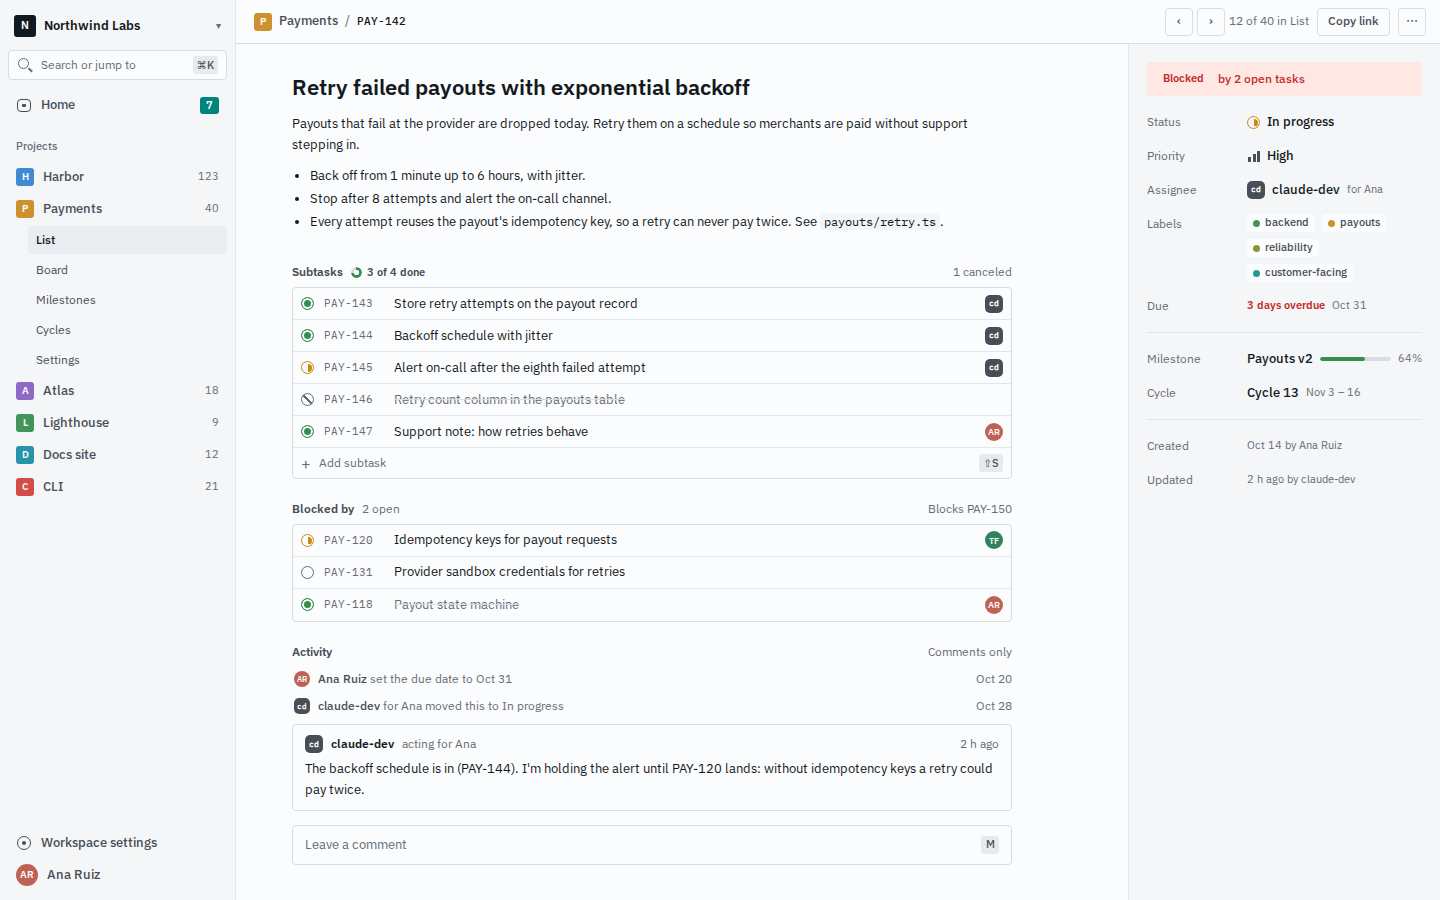 N Northwind Labs ▾
Search or jump to ⌘K
Home 7
Projects
H Harbor 123
P Payments 40
List
Board
Milestones
Cycles
Settings
A Atlas 18
L Lighthouse 9
D Docs site 12
C CLI 21
Workspace settings
AR Ana Ruiz
P Payments / PAY-142
‹ › 12 of 40 in List Copy link ···
Retry failed payouts with exponential backoff
Payouts that fail at the provider are dropped today. Retry them on a schedule so merchants are paid without support
stepping in.
• Back off from 1 minute up to 6 hours, with jitter.
• Stop after 8 attempts and alert the on-call channel.
• Every attempt reuses the payout's idempotency key, so a retry can never pay twice. See payouts/retry.ts.
Subtasks 3 of 4 done 1 canceled
PAY-143 Store retry attempts on the payout record cd
PAY-144 Backoff schedule with jitter cd
PAY-145 Alert on-call after the eighth failed attempt cd
PAY-146 Retry count column in the payouts table
PAY-147 Support note: how retries behave AR
+ Add subtask ⇧S
Blocked by 2 open Blocks PAY-150
PAY-120 Idempotency keys for payout requests TF
PAY-131 Provider sandbox credentials for retries
PAY-118 Payout state machine AR
Activity Comments only
AR Ana Ruiz set the due date to Oct 31 Oct 20
cd claude-dev for Ana moved this to In progress Oct 28
cd claude-dev acting for Ana 2 h ago
The backoff schedule is in (PAY-144). I'm holding the alert until PAY-120 lands: without idempotency keys a retry could
pay twice.
Leave a comment M
Blocked by 2 open tasks
Status In progress
Priority High
Assignee cd claude-dev for Ana
Labels backend payouts
reliability
customer-facing
Due 3 days overdue Oct 31
Milestone Payouts v2 64%
Cycle Cycle 13 Nov 3 – 16
Created Oct 14 by Ana Ruiz
Updated 2 h ago by claude-dev